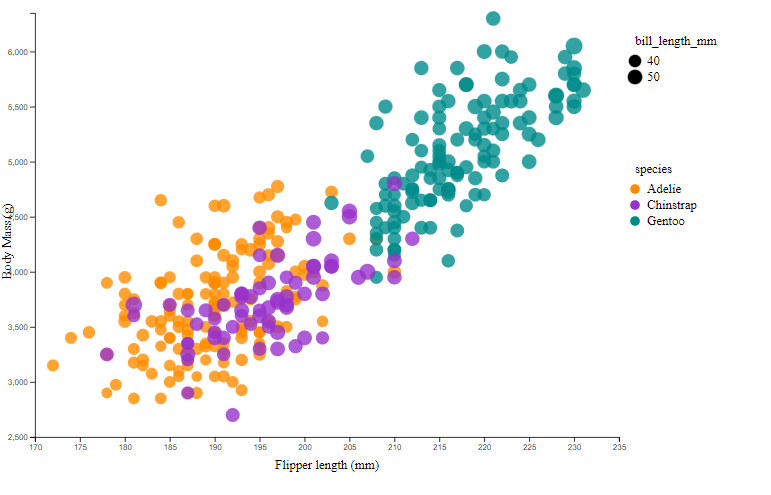 bill_length_mm
40
50
6,000
5,500
5,000
4,500
4,000
3,500
3,000
2,500
Body Mass (g)
species
Adelie
Chinstrap
Gentoo
170 175 180 185 190 195 200 205 210 215 220 225 230 235
Flipper length (mm)